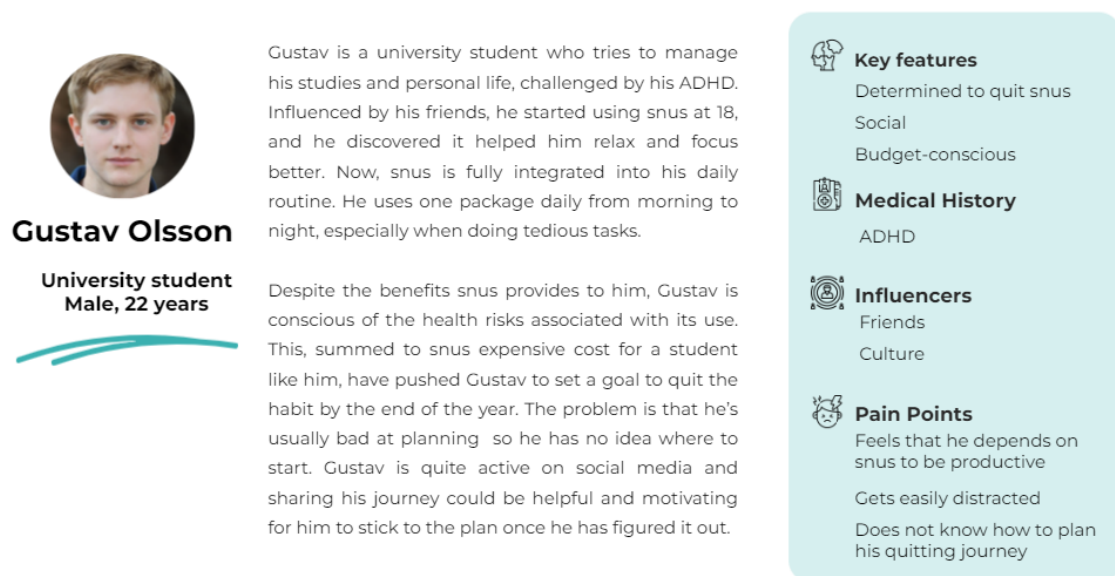 Gustav Olsson
University student
Male, 22 years
Gustav is a university student who tries to manage
his studies and personal life, challenged by his ADHD.
Influenced by his friends, he started using snus at 18,
and he discovered it helped him relax and focus
better. Now, snus is fully integrated into his daily
routine. He uses one package daily from morning to
night, especially when doing tedious tasks.
Despite the benefits snus provides to him, Gustav is
conscious of the health risks associated with its use.
This, summed to snus expensive cost for a student
like him, have pushed Gustav to set a goal to quit the
habit by the end of the year. The problem is that he's
usually bad at planning so he has no idea where to
start. Gustav is quite active on social media and
sharing his journey could be helpful and motivating
for him to stick to the plan once he has figured it out.
Key features
Determined to quit snus
Social
Budget-conscious
Medical History
ADHD
Influencers
Friends
Culture
Pain Points
Feels that he depends on
snus to be productive
Gets easily distracted
Does not know how to plan
his quitting journey